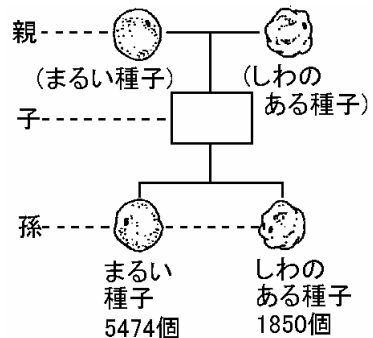 親
(まるい種子)
(しわの
ある種子)
子
孫
まるい
種子
5474個
しわの
ある種子
1850個